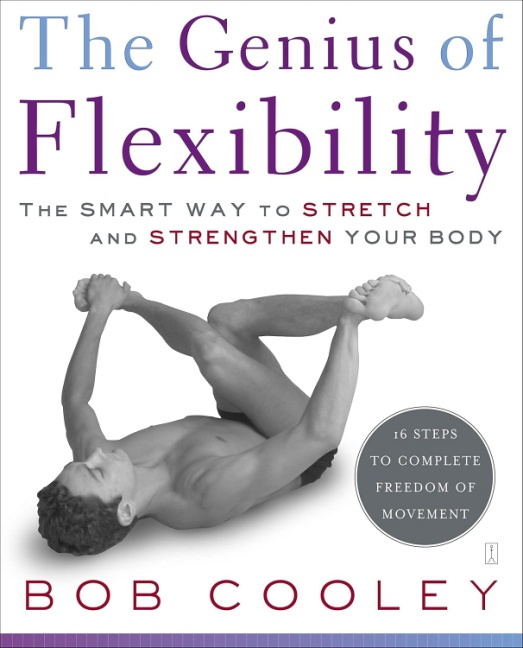 The Genius of
Flexibility
THE SMART WAY TO STRETCH
AND STRENGTHEN YOUR BODY
16 STEPS
TO COMPLETE
FREEDOM OF
MOVEMENT
BOB COOLEY